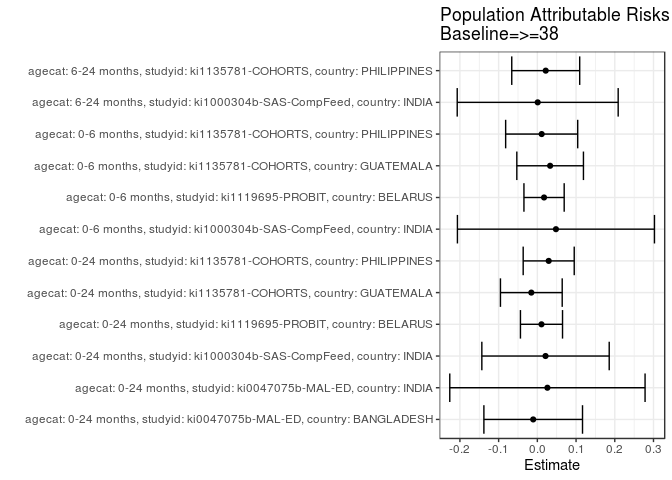 Population Attributable Risks
Baseline=>=38
agecat: 6-24 months, studyid: ki1135781-COHORTS, country: PHILIPPINES
agecat: 6-24 months, studyid: ki1000304b-SAS-CompFeed, country: INDIA
agecat: 0-6 months, studyid: ki1135781-COHORTS, country: PHILIPPINES
agecat: 0-6 months, studyid: ki1135781-COHORTS, country: GUATEMALA
agecat: 0-6 months, studyid: ki1119695-PROBIT, country: BELARUS
agecat: 0-6 months, studyid: ki1000304b-SAS-CompFeed, country: INDIA
agecat: 0-24 months, studyid: ki1135781-COHORTS, country: PHILIPPINES
agecat: 0-24 months, studyid: ki1135781-COHORTS, country: GUATEMALA
agecat: 0-24 months, studyid: ki1119695-PROBIT, country: BELARUS
agecat: 0-24 months, studyid: ki1000304b-SAS-CompFeed, country: INDIA
agecat: 0-24 months, studyid: ki0047075b-MAL-ED, country: INDIA
agecat: 0-24 months, studyid: ki0047075b-MAL-ED, country: BANGLADESH
-0.2 -0.1 0.0 0.1 0.2 0.3
Estimate